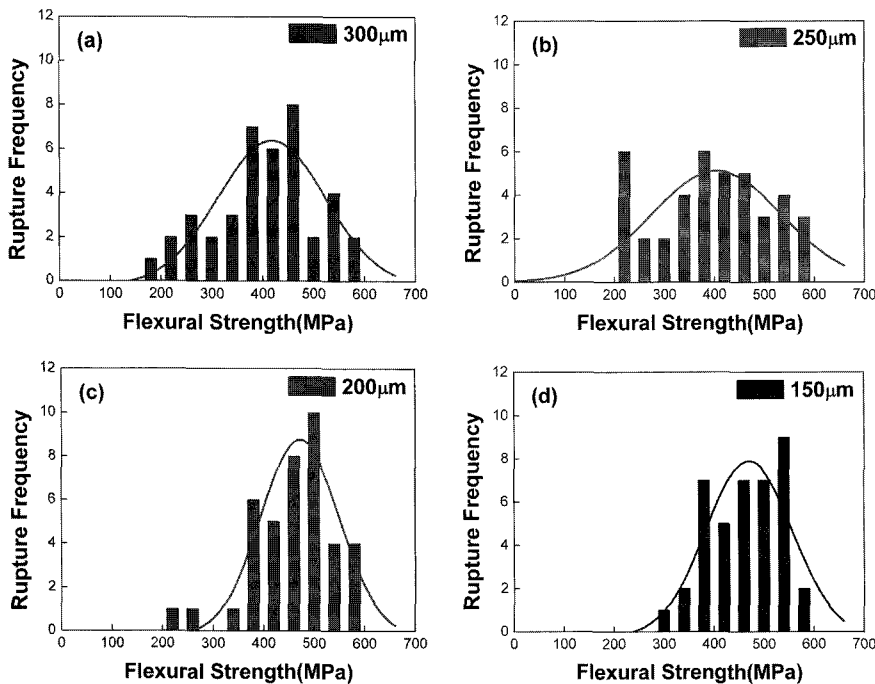 (a)
300μm
Rupture Frequency
12
10
8
6
4
2
0
0 100 200 300 400 500 600 700
Flexural Strength(MPa)
(b)
250μm
Rupture Frequency
12
10
8
6
4
2
0
0 100 200 300 400 500 600 700
Flexural Strength(MPa)
(c)
200μm
Rupture Frequency
12
10
8
6
4
2
0
0 100 200 300 400 500 600 700
Flexural Strength(MPa)
(d)
150μm
Rupture Frequency
12
10
8
6
4
2
0
0 100 200 300 400 500 600 700
Flexural Strength(MPa)